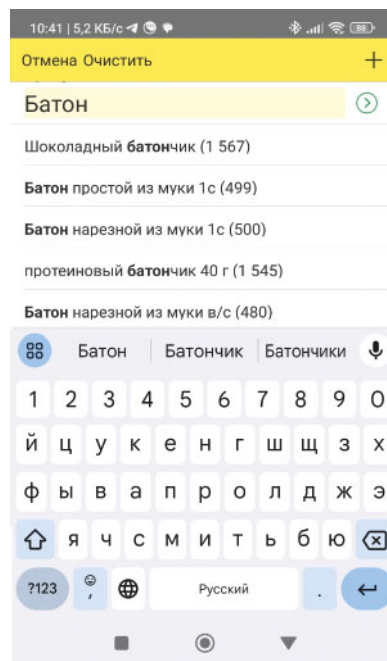 10:41 | 5,2 КБ/с
85
Отмена Очистить +
Батон
Шоколадный батончик (1 567)
Батон простой из муки 1с (499)
Батон нарезной из муки 1с (500)
протеиновый батончик 40 г (1 545)
Батон нарезной из муки в/с (480)
Батон Батончик Батончики
1 2 3 4 5 6 7 8 9 0
й ц у к е н г ш щ з х
ф ы в а п р о л д ж э
я ч с м и т ь б ю
?123 , Русский .